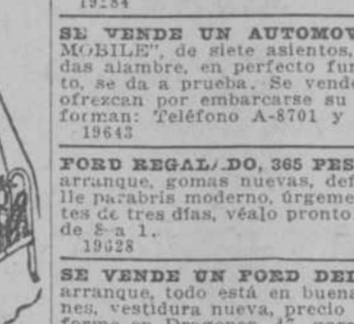 19284
SE VENDE UN AUTOMOV
MOBILE", de siete asientos,
das alambre, en perfecto fun
to, se da a prueba. Se vende
ofrezcan por embarcarse su
forman: Teléfono A-8701 y
19643
FORD REGALADO, 365 PES
arranque, gomas nuevas, def
lle parabris moderno, úrgeme
tes de tres días, véalo pronto
de 8 a 1.
19628
SE VENDE UN FORD DEL
arranque, todo está en buena
nes, vestidura nueva, precio